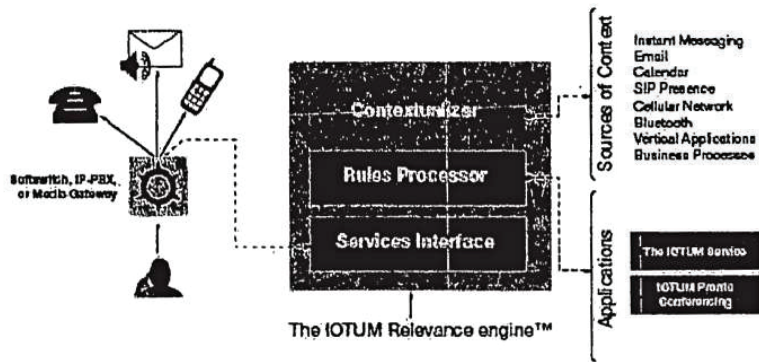 Softswitch, IP-PBX,
or Media Gateway
Contextualizer
Rules Processor
Services Interface
The IOTUM Relevance engine™
Sources of Context
Instant Messaging
Email
Calendar
SIP Presence
Cellular Network
Bluetooth
Vertical Applications
Business Processes
Applications
The IOTUM Service
IOTUM Pronto
Conferencing